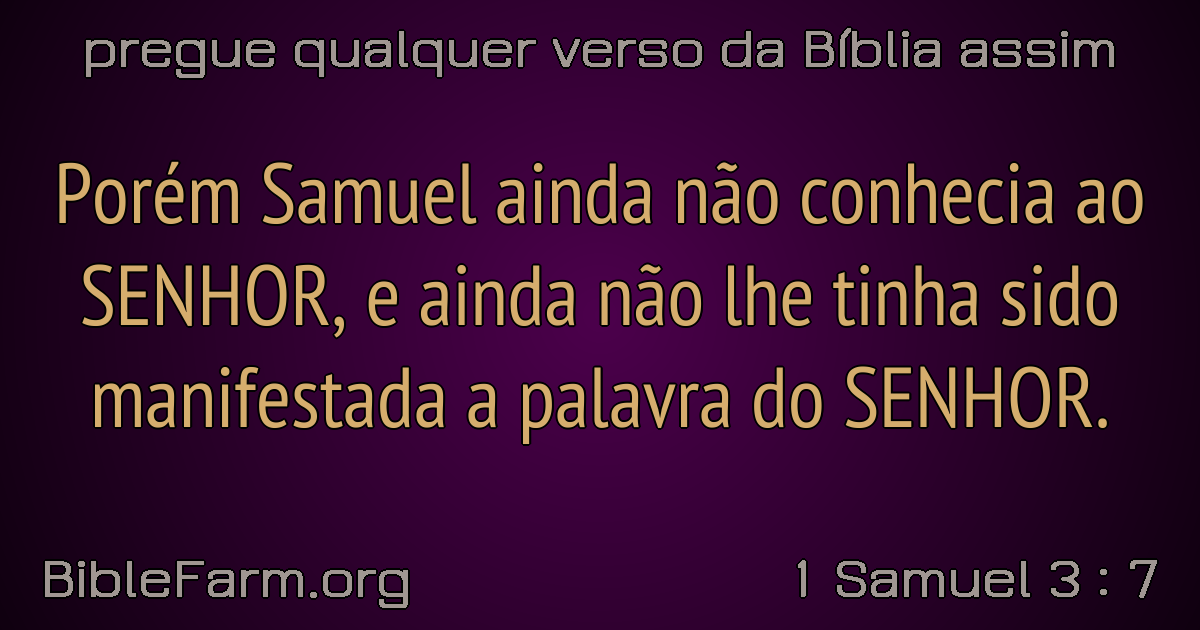 pregue qualquer verso da Bíblia assim
Porém Samuel ainda não conhecia ao
SENHOR, e ainda não lhe tinha sido
manifestada a palavra do SENHOR.
BibleFarm.org
1 Samuel 3 : 7